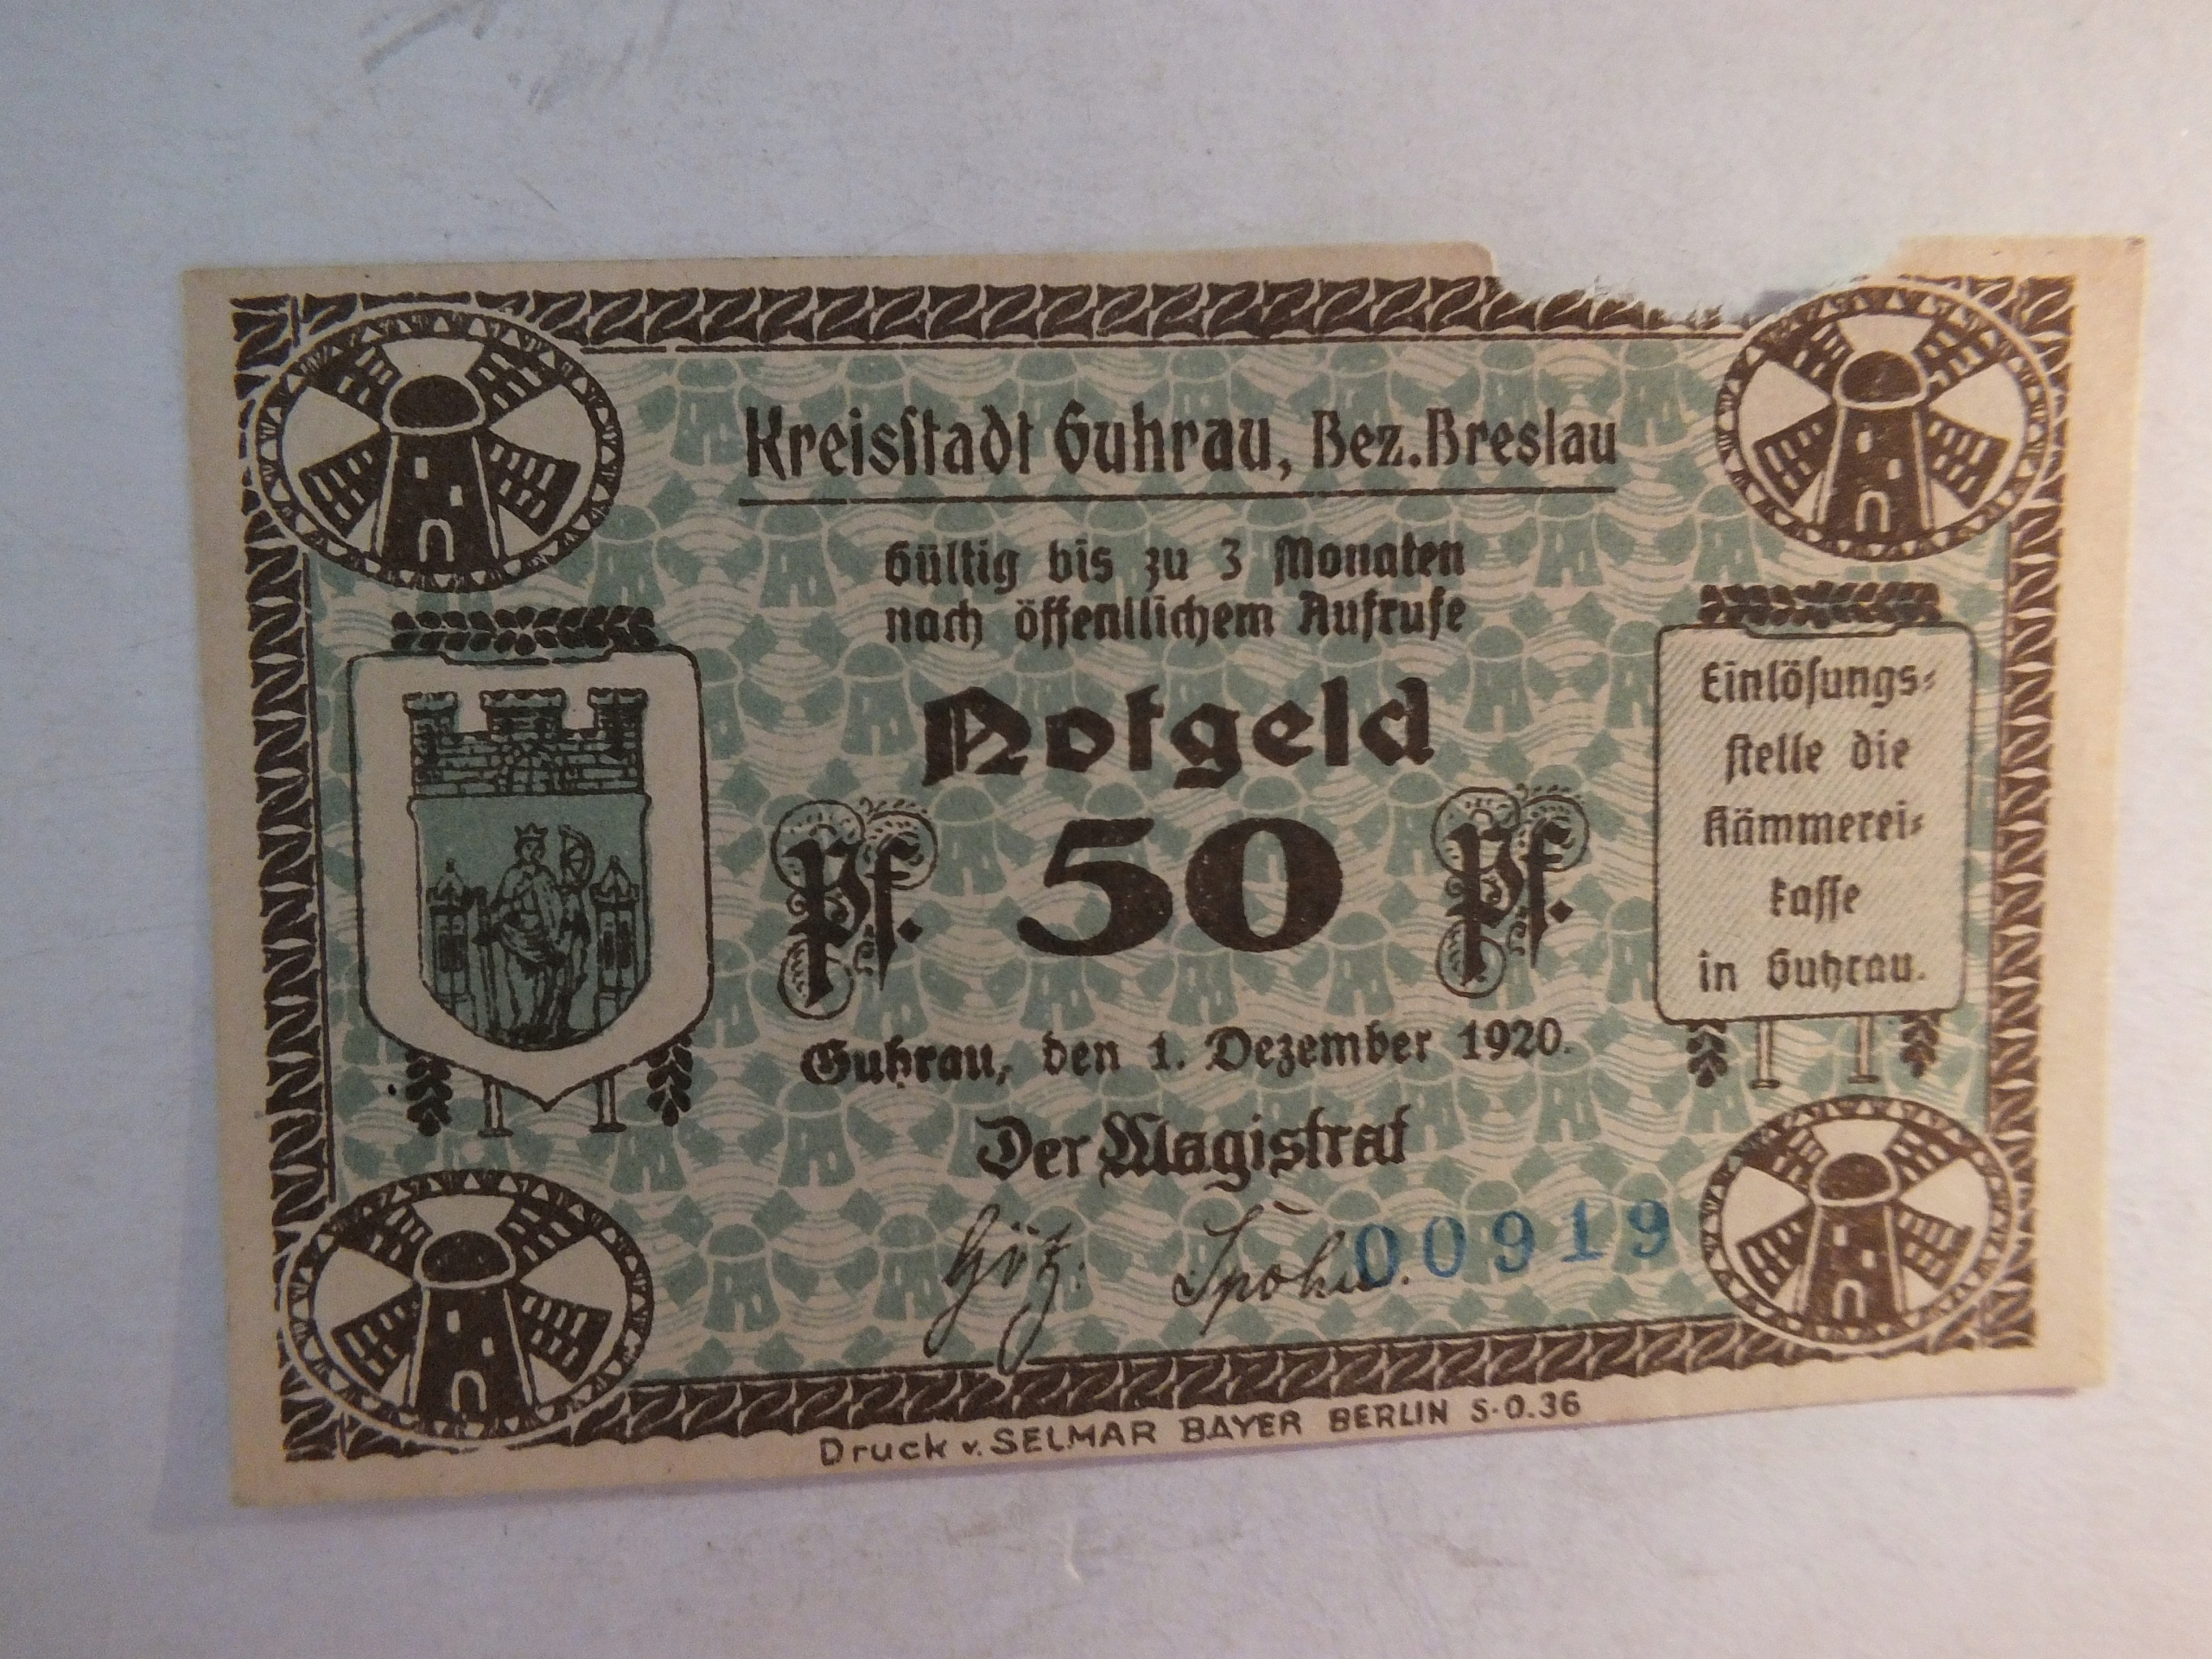 Kreisstadt Guhrau, Bez. Breslau
Gültig bis zu 3 Monaten
nach öffentlichem Aufrufe
Notgeld
Pf. 50 Pf.
Einlösungs-
stelle die
Kämmerei-
kasse
in Guhrau.
Guhrau, den 1. Dezember 1920.
Der Magistrat
00919
Druck v. SELMAR BAYER BERLIN S.O.36